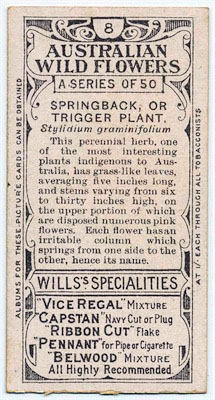 8
AUSTRALIAN
WILD FLOWERS
A SERIES OF 50
SPRINGBACK, OR
TRIGGER PLANT.
Stylidium graminifolium
This perennial herb, one
of the most interesting
plants indigenous to Aus-
tralia, has grass-like leaves,
averaging five inches long,
and stems varying from six
to thirty inches high, on
the upper portion of which
are disposed numerous pink
flowers. Each flower has an
irritable column which
springs from one side to the
other, hence its name.
WILLS'S SPECIALITIES
"VICE REGAL" MIXTURE
"CAPSTAN" NAVY CUT or PLUG
"RIBBON CUT" Flake
"PENNANT" for Pipe or Cigarette
"BELWOOD" MIXTURE
All Highly Recommended.
ALBUMS FOR THESE PICTURE CARDS CAN BE OBTAINED
AT 1/- EACH THROUGH ALL TOBACCONISTS